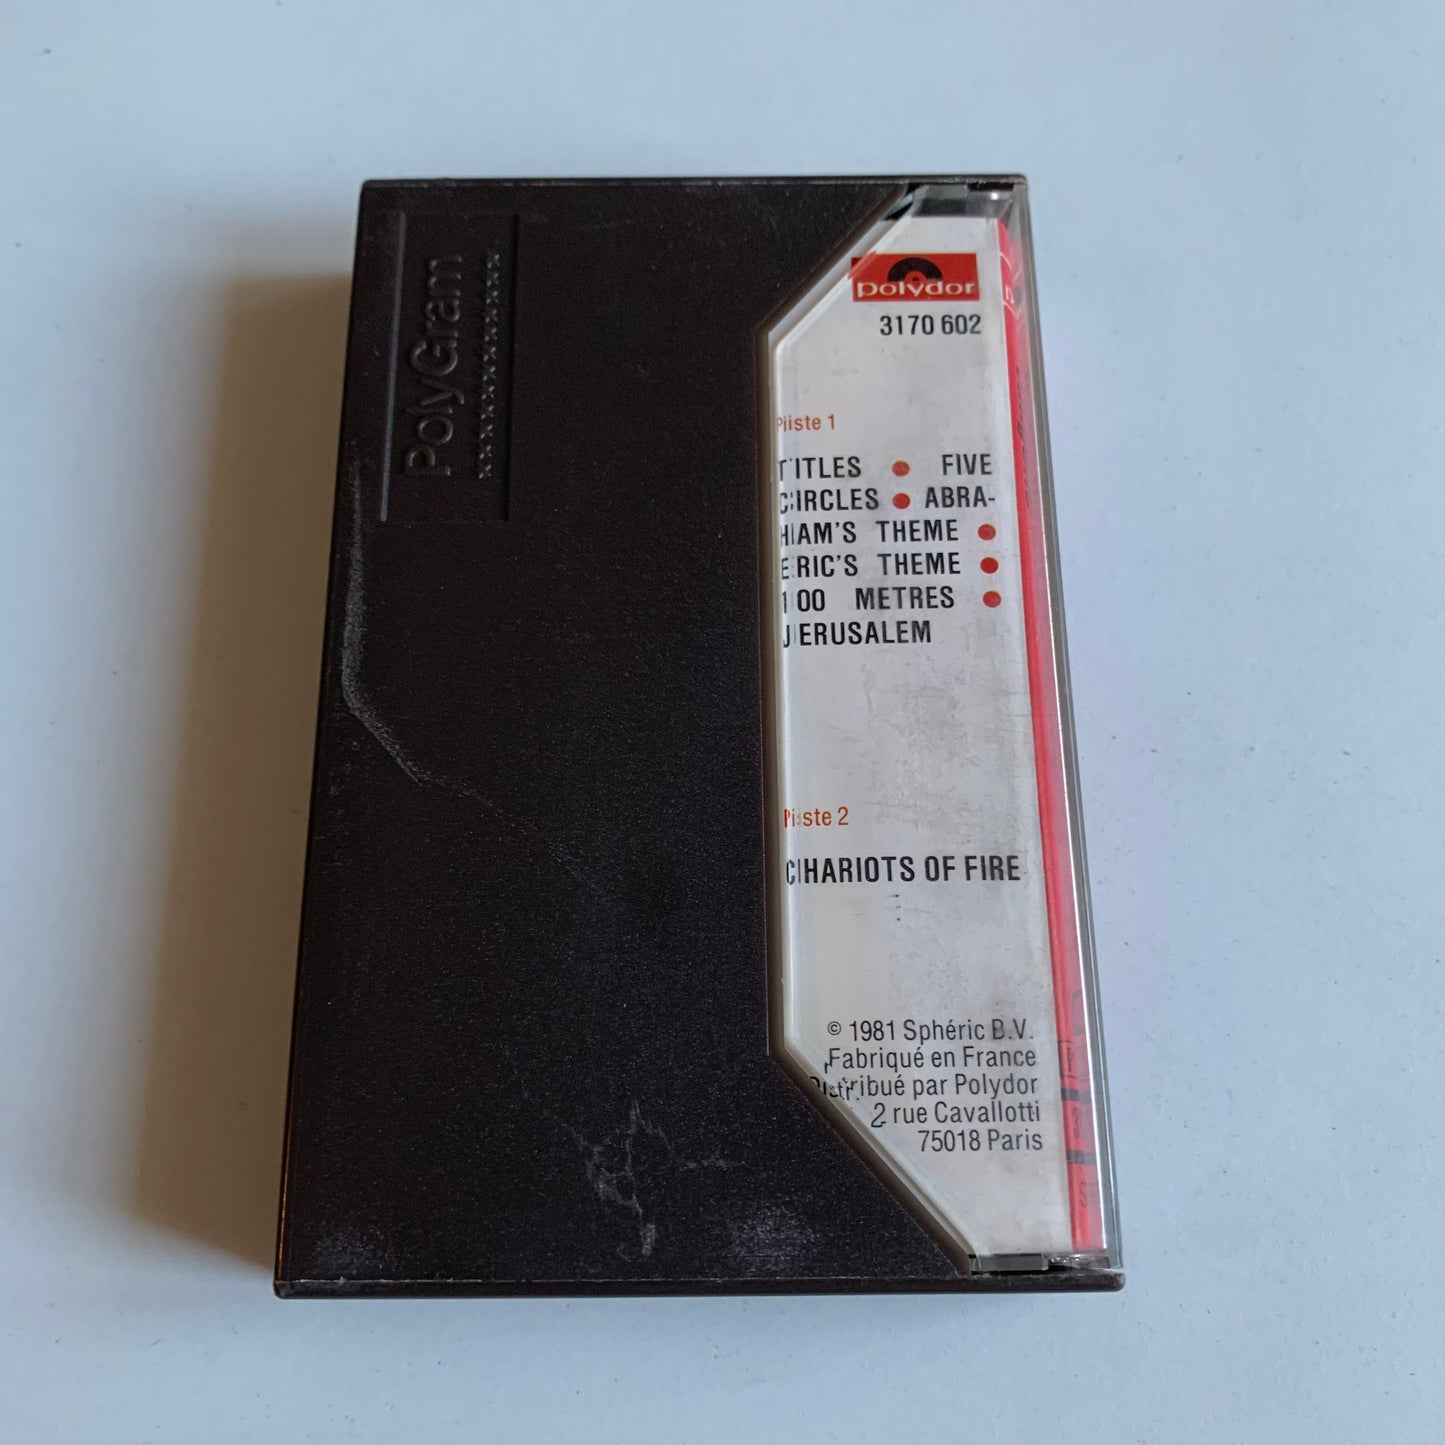 PolyGram
polydor
3170 602
Piste 1
TITLES • FIVE
CIRCLES • ABRA-
HAM'S THEME •
ERIC'S THEME •
100 METRES •
JERUSALEM
Piste 2
CHARIOTS OF FIRE
© 1981 Sphéric B.V.
Fabriqué en France
Distribué par Polydor
2 rue Cavallotti
75018 Paris